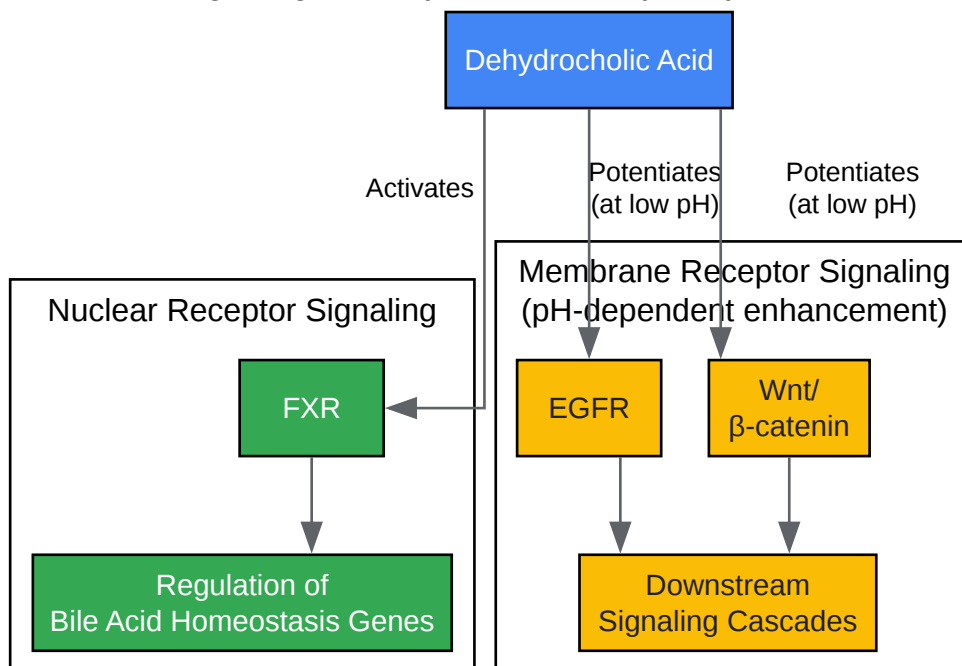 Dehydrocholic Acid
Activates
Potentiates
(at low pH)
Potentiates
(at low pH)
Nuclear Receptor Signaling
Membrane Receptor Signaling
(pH-dependent enhancement)
FXR
EGFR
Wnt/
β-catenin
Regulation of
Bile Acid Homeostasis Genes
Downstream
Signaling Cascades